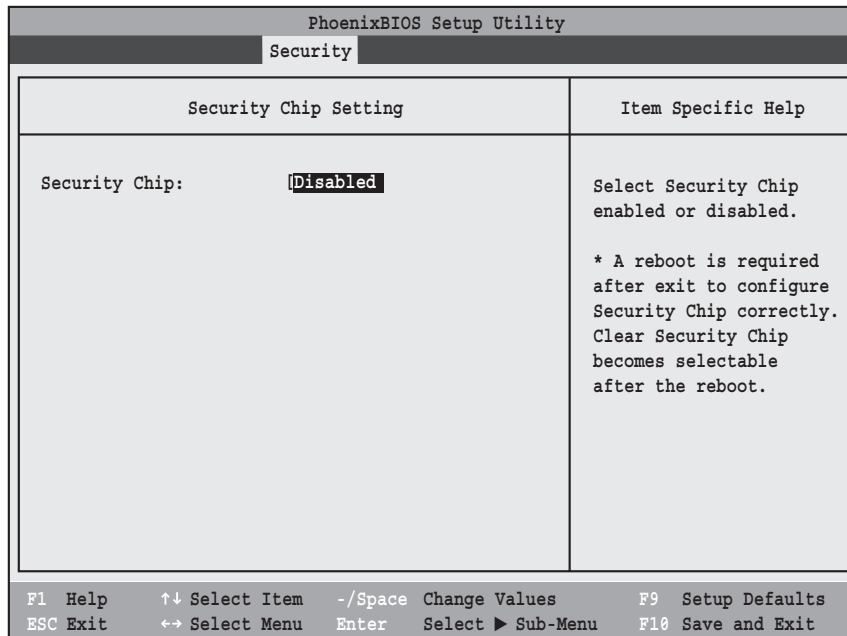 PhoenixBIOS Setup Utility
Security
Security Chip Setting
Item Specific Help
Security Chip: [Disabled
Select Security Chip
enabled or disabled.
* A reboot is required
after exit to configure
Security Chip correctly.
Clear Security Chip
becomes selectable
after the reboot.
F1 Help ↑↓ Select Item -/Space Change Values F9 Setup Defaults
ESC Exit ←→ Select Menu Enter Select ▶ Sub-Menu F10 Save and Exit